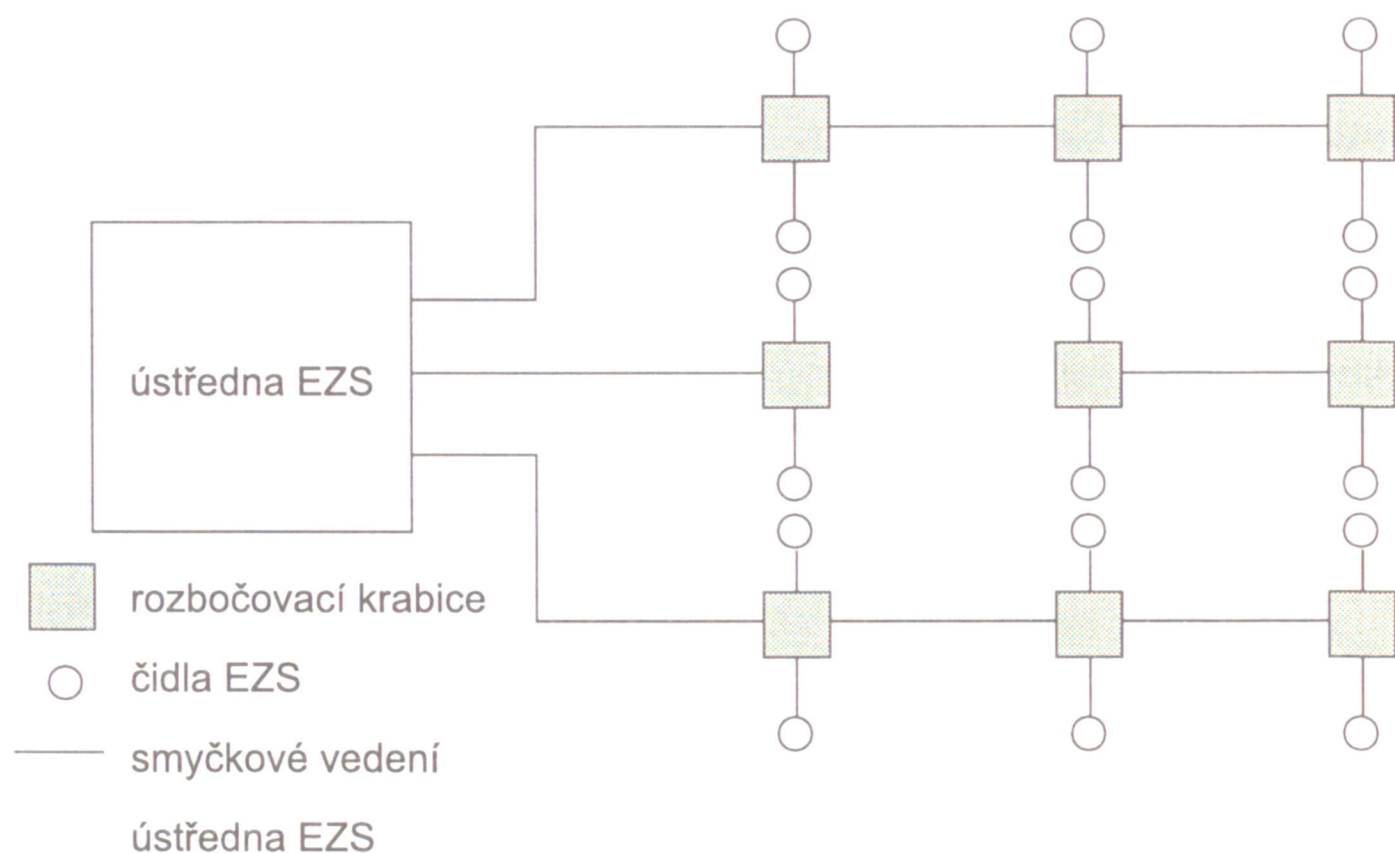 ústředna EZS
rozbočovací krabice
čidla EZS
smyčkové vedení
ústředna EZS